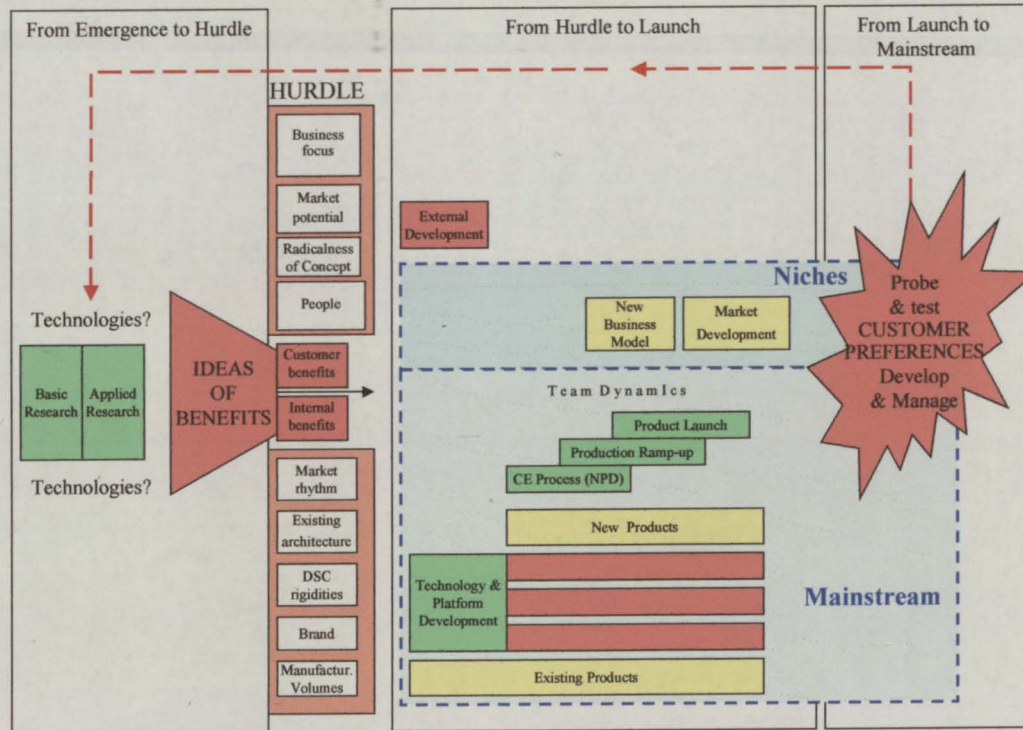 From Emergence to Hurdle
From Hurdle to Launch
From Launch to
Mainstream
HURDLE
Business
focus
Market
potential
Radicalness
of Concept
People
Technologies?
Basic
Research
Applied
Research
Technologies?
IDEAS
OF
BENEFITS
Customer
benefits
Internal
benefits
Market
rhythm
Existing
architecture
DSC
rigidities
Brand
Manufactur.
Volumes
External
Development
Niches
New
Business
Model
Market
Development
Team DynamIcs
Product Launch
Production Ramp-up
CE Process (NPD)
New Products
Technology &
Platform
Development
Existing Products
Mainstream
Probe
& test
CUSTOMER
PREFERENCES
Develop
& Manage